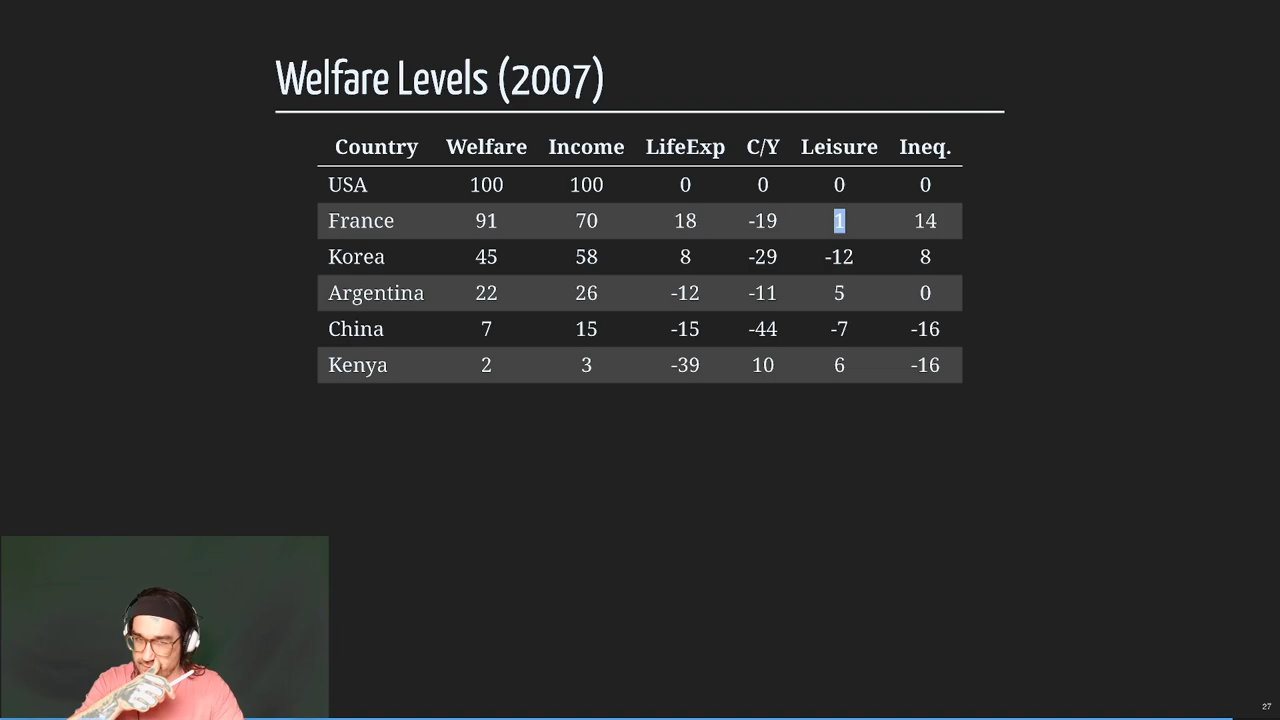 Welfare Levels (2007)
Country Welfare Income LifeExp C/Y Leisure Ineq.
USA 100 100 0 0 0 0
France 91 70 18 -19 1 14
Korea 45 58 8 -29 -12 8
Argentina 22 26 -12 -11 5 0
China 7 15 -15 -44 -7 -16
Kenya 2 3 -39 10 6 -16
27